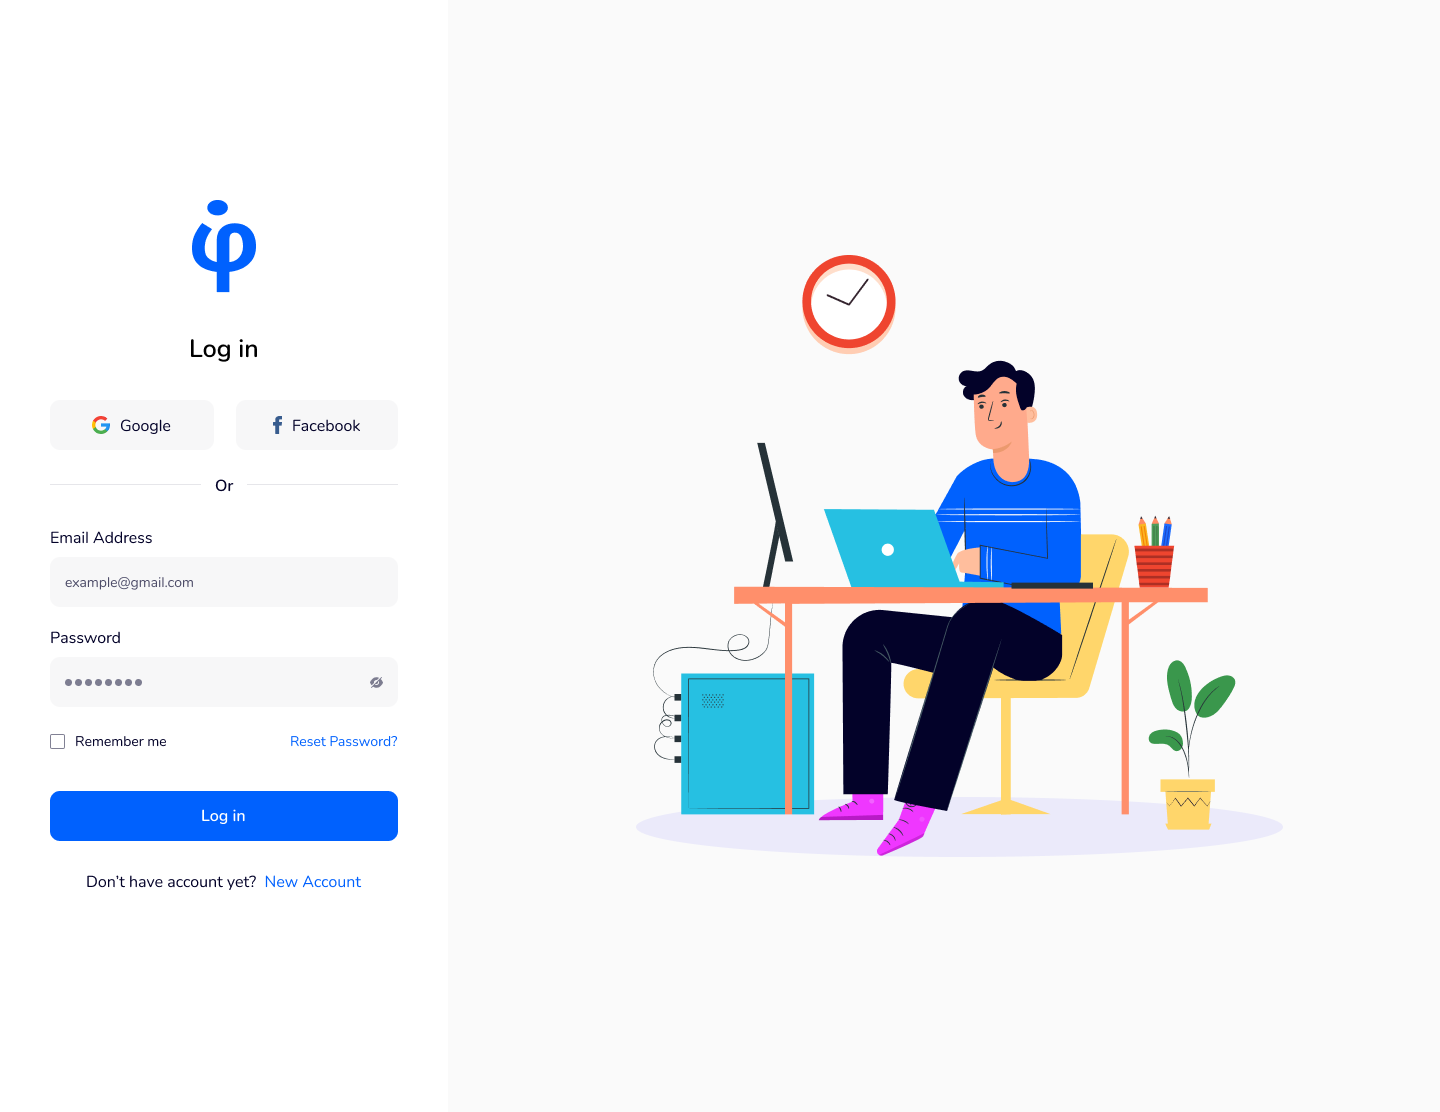 Log in
Google
Facebook
Or
Email Address
example@gmail.com
Password
Remember me
Reset Password?
Log in
Don't have account yet? New Account